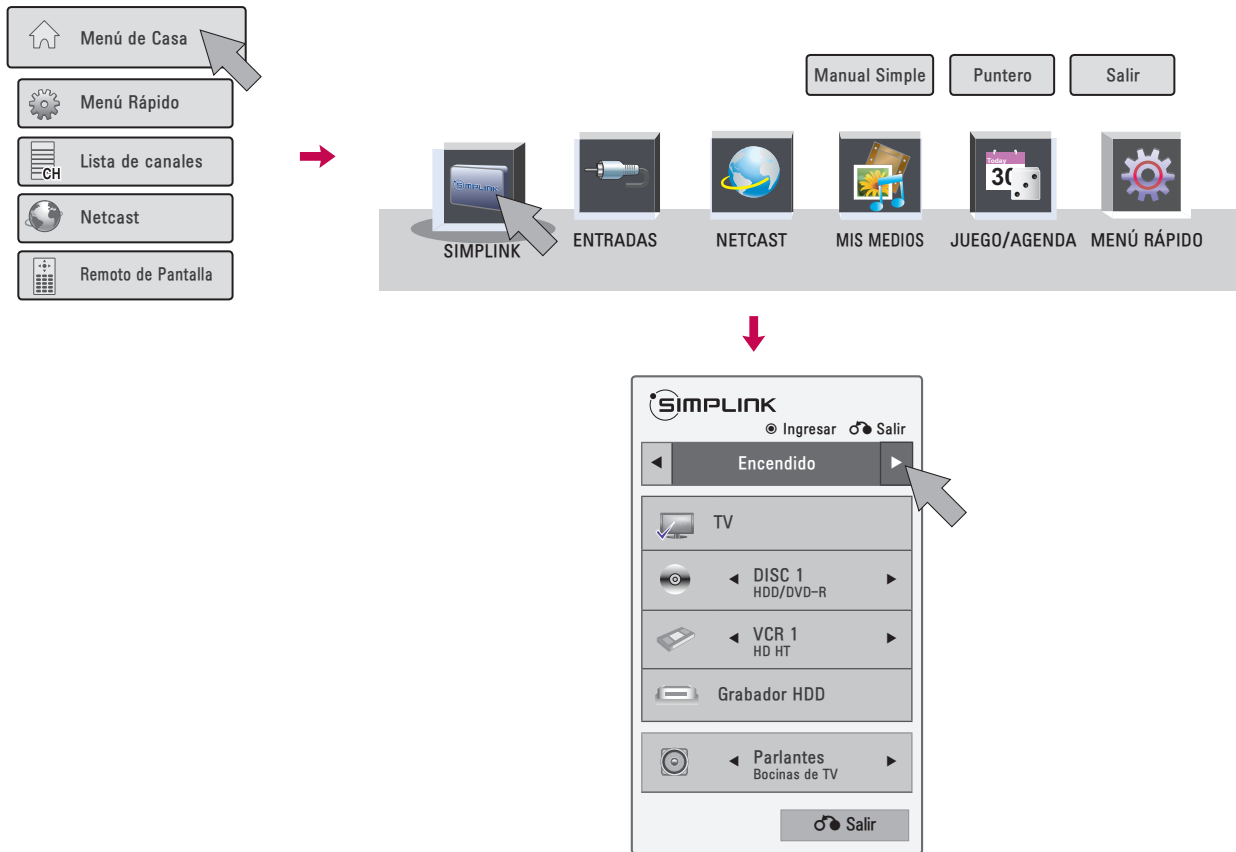 Menú de Casa
Menú Rápido
CH
Lista de canales
Netcast
Remoto de Pantalla
Manual Simple
Puntero
Salir
SIMPLINK
Today
30
SIMPLINK
ENTRADAS
NETCAST
MIS MEDIOS
JUEGO/AGENDA
MENÚ RÁPIDO
SIMPLINK
Ingresar Salir
Encendido
TV
DISC 1
HDD/DVD-R
VCR 1
HD HT
Grabador HDD
Parlantes
Bocinas de TV
Salir